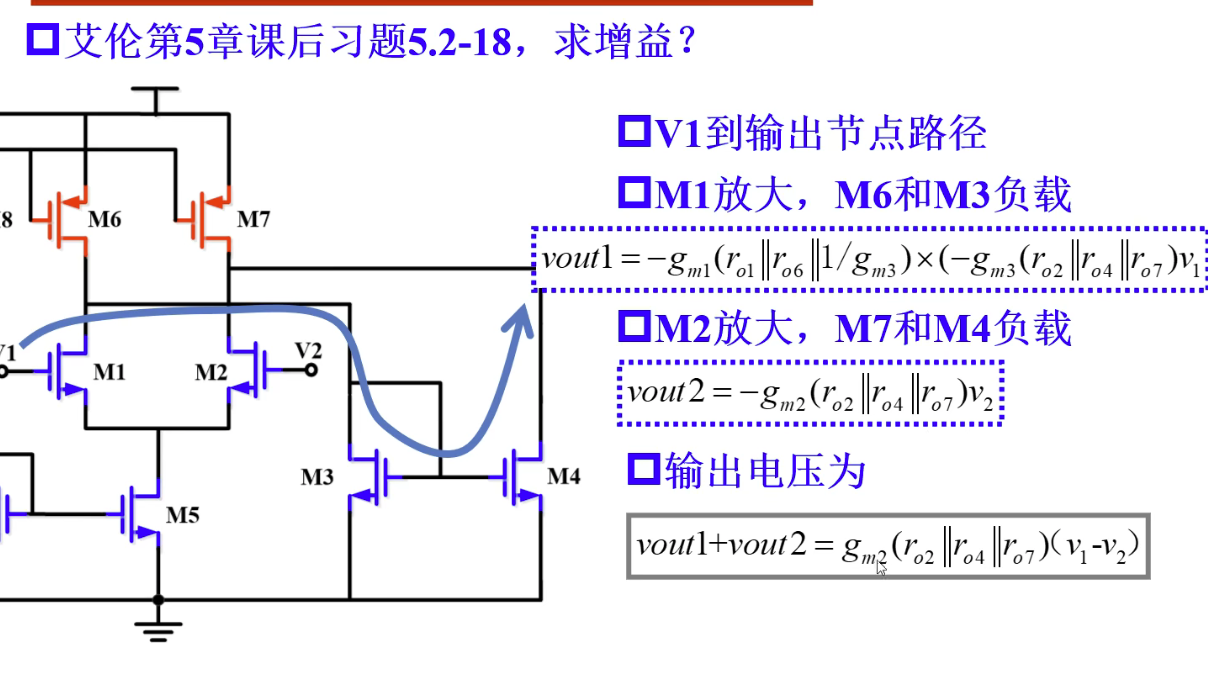 艾伦第5章课后习题5.2-18，求增益？
V1到输出节点路径
M1放大，M6和M3负载
vout1=-g_{m1}(r_{o1}||r_{o6}||1/g_{m3})×(-g_{m3}(r_{o2}||r_{o4}||r_{o7})v_1
M2放大，M7和M4负载
vout2=-g_{m2}(r_{o2}||r_{o4}||r_{o7})v_2
输出电压为
vout1+vout2=g_{m2}(r_{o2}||r_{o4}||r_{o7})(v_1-v_2)
8
M6
M7
V1
M1
M2
V2
M3
M4
M5